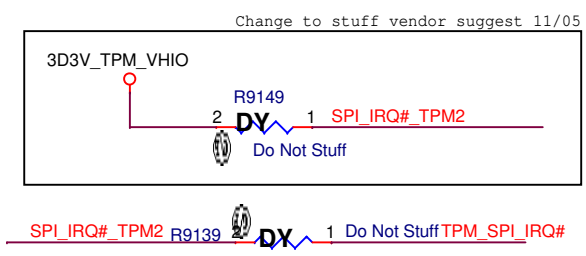 Change to stuff vendor suggest 11/05
3D3V_TPM_VHIO
R9149
2 DY 1 SPI_IRQ#_TPM2
Do Not Stuff
SPI_IRQ#_TPM2 R9139 2 DY 1 Do Not Stuff TPM_SPI_IRQ#